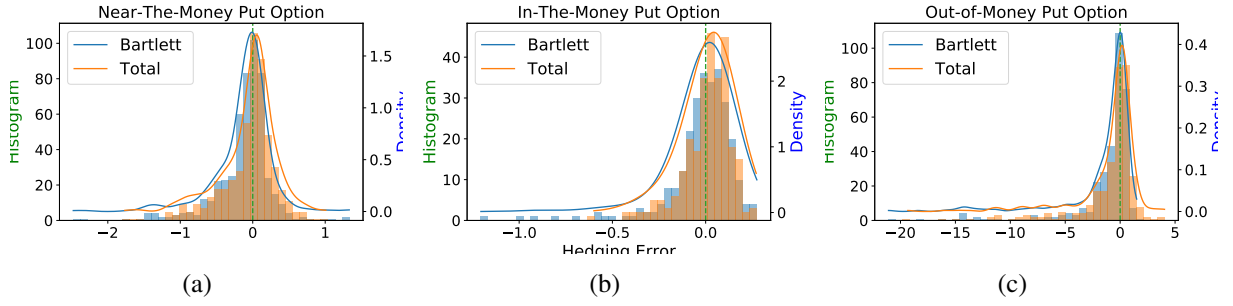 Near-The-Money Put Option
Bartlett
Total
Histogram
Density
100
80
60
40
20
0
1.5
1.0
0.5
0.0
−2
−1
0
1
(a)
In-The-Money Put Option
Bartlett
Total
Histogram
Density
40
30
20
10
0
2
1
0
−1.0
−0.5
0.0
Hedging Error
(b)
Out-of-Money Put Option
Bartlett
Total
Histogram
Density
100
80
60
40
20
0
0.4
0.3
0.2
0.1
0.0
−20
−15
−10
−5
0
5
(c)